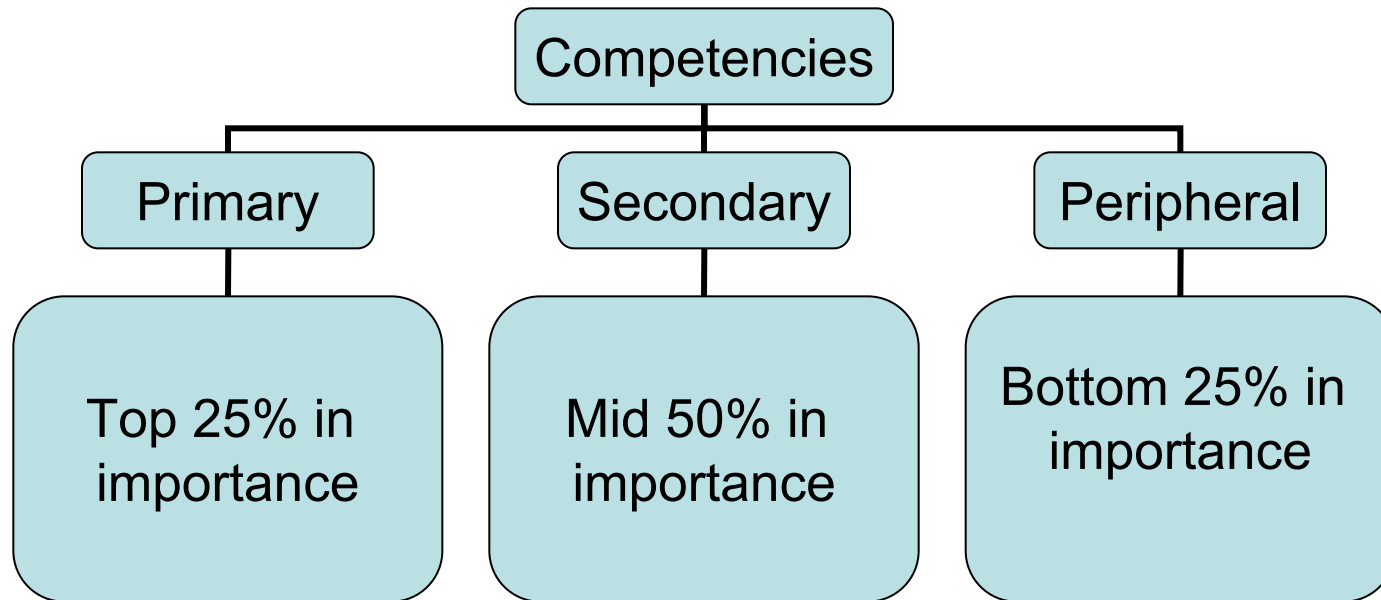 Competencies
Primary
Secondary
Peripheral
Top 25% in
importance
Mid 50% in
importance
Bottom 25% in
importance